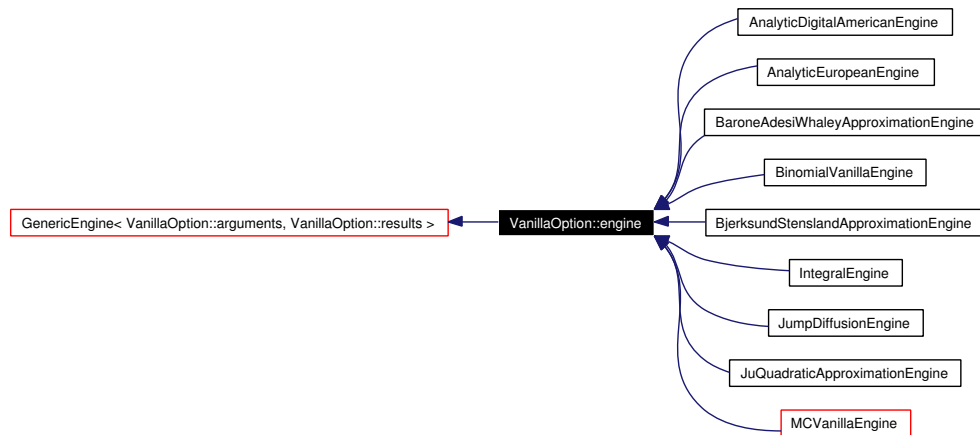 AnalyticDigitalAmericanEngine
AnalyticEuropeanEngine
BaroneAdesiWhaleyApproximationEngine
BinomialVanillaEngine
GenericEngine< VanillaOption::arguments, VanillaOption::results >
VanillaOption::engine
BjerksundStenslandApproximationEngine
IntegralEngine
JumpDiffusionEngine
JuQuadraticApproximationEngine
MCVanillaEngine